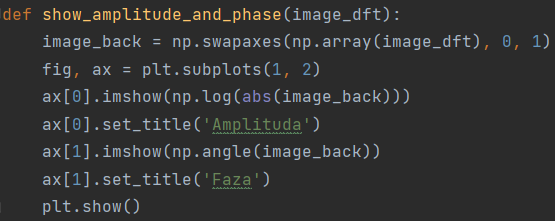 def show_amplitude_and_phase(image_dft):
    image_back = np.swapaxes(np.array(image_dft), 0, 1)
    fig, ax = plt.subplots(1, 2)
    ax[0].imshow(np.log(abs(image_back)))
    ax[0].set_title('Amplituda')
    ax[1].imshow(np.angle(image_back))
    ax[1].set_title('Faza')
    plt.show()